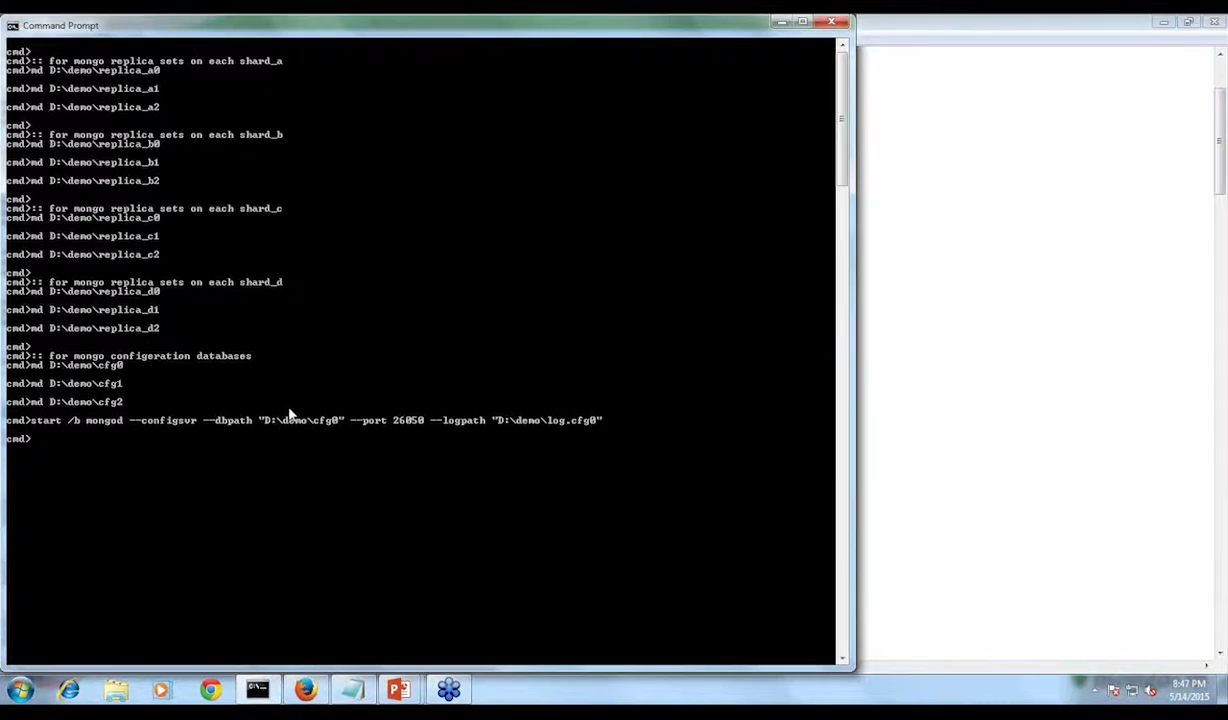 Command Prompt
cmd>
cmd>:: for mongo replica sets on each shard_a
cmd>md D:\demo\replica_a0
cmd>md D:\demo\replica_a1
cmd>md D:\demo\replica_a2
cmd>
cmd>:: for mongo replica sets on each shard_b
cmd>md D:\demo\replica_b0
cmd>md D:\demo\replica_b1
cmd>md D:\demo\replica_b2
cmd>
cmd>:: for mongo replica sets on each shard_c
cmd>md D:\demo\replica_c0
cmd>md D:\demo\replica_c1
cmd>md D:\demo\replica_c2
cmd>
cmd>:: for mongo replica sets on each shard_d
cmd>md D:\demo\replica_d0
cmd>md D:\demo\replica_d1
cmd>md D:\demo\replica_d2
cmd>
cmd>:: for mongo configeration databases
cmd>md D:\demo\cfg0
cmd>md D:\demo\cfg1
cmd>md D:\demo\cfg2
cmd>start /b mongod --configsvr --dbpath "D:\demo\cfg0" --port 26050 --logpath "D:\demo\log.cfg0"
cmd>
8:47 PM
5/14/2015